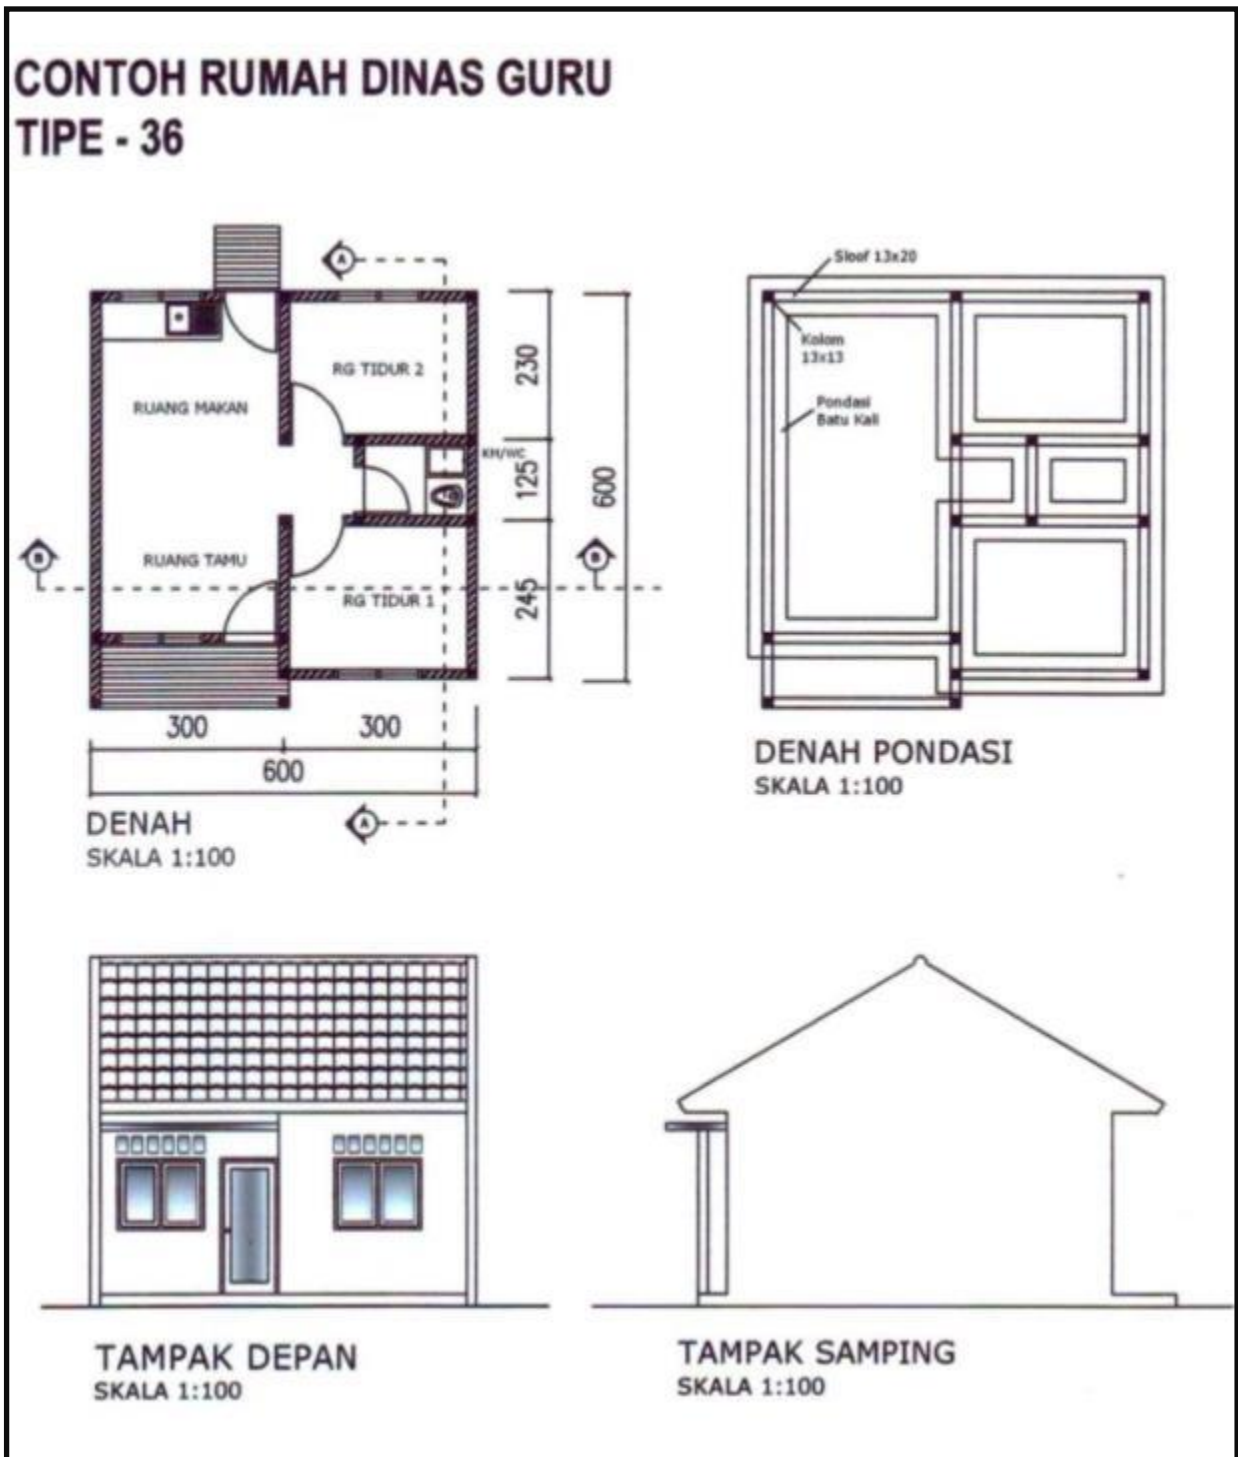 CONTOH RUMAH DINAS GURU
TIPE - 36
A
RG TIDUR 2
RUANG MAKAN
KM/WC
RUANG TAMU
RG TIDUR 1
B
B
230
125
245
600
300
300
600
A
DENAH
SKALA 1:100
Sloof 13x20
Kolom
13x13
Pondasi
Batu Kali
DENAH PONDASI
SKALA 1:100
TAMPAK DEPAN
SKALA 1:100
TAMPAK SAMPING
SKALA 1:100